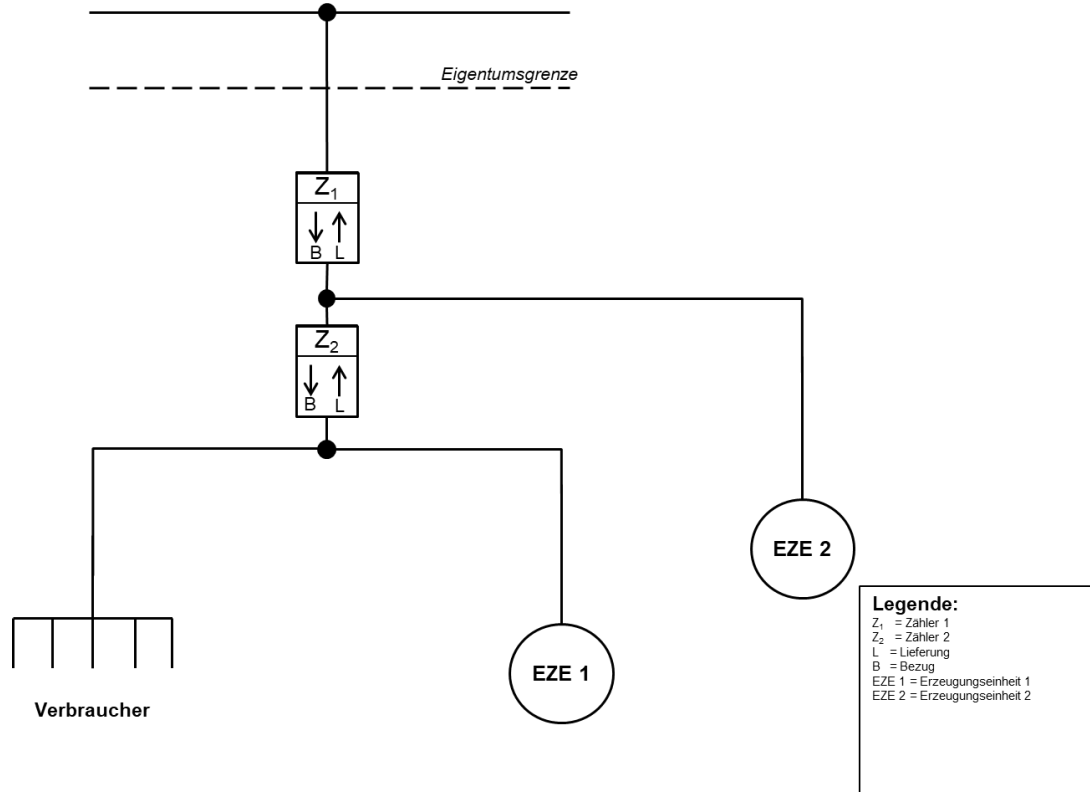 Eigentumsgrenze
Z₁
B L
Z₂
B L
EZE 2
EZE 1
Verbraucher
Legende:
Z₁ = Zähler 1
Z₂ = Zähler 2
L = Lieferung
B = Bezug
EZE 1 = Erzeugungseinheit 1
EZE 2 = Erzeugungseinheit 2